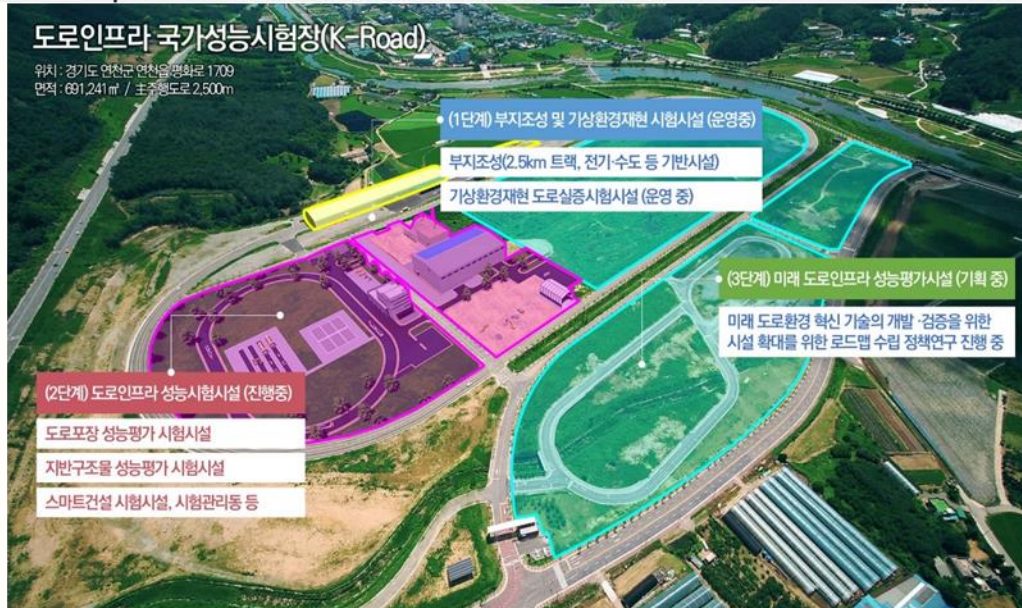 도로인프라 국가성능시험장(K-Road)
위치 : 경기도 연천군 연천읍 평화로 1709
면적 : 691,241㎡ / 主주행도로 2,500m
(1단계) 부지조성 및 기상환경재현 시험시설 (운영중)
부지조성(2.5km 트랙, 전기·수도 등 기반시설)
기상환경재현 도로실증시험시설 (운영 중)
(3단계) 미래 도로인프라 성능평가시설 (기획 중)
미래 도로환경 혁신 기술의 개발·검증을 위한
시설 확대를 위한 로드맵 수립 정책연구 진행 중
(2단계) 도로인프라 성능시험시설 (진행중)
도로포장 성능평가 시험시설
지반구조물 성능평가 시험시설
스마트건설 시험시설, 시험관리동 등